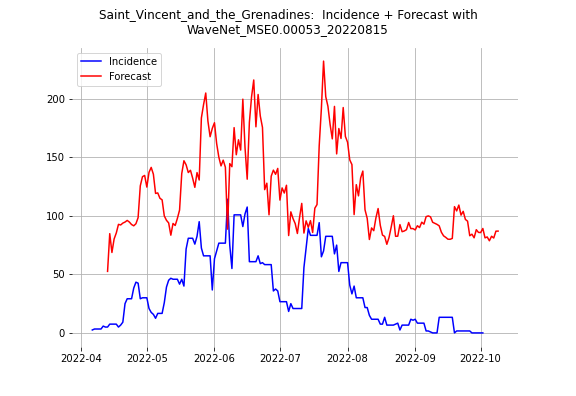 Saint_Vincent_and_the_Grenadines:  Incidence + Forecast with
WaveNet_MSE0.00053_20220815
Incidence
Forecast
200
150
100
50
0
2022-04 2022-05 2022-06 2022-07 2022-08 2022-09 2022-10